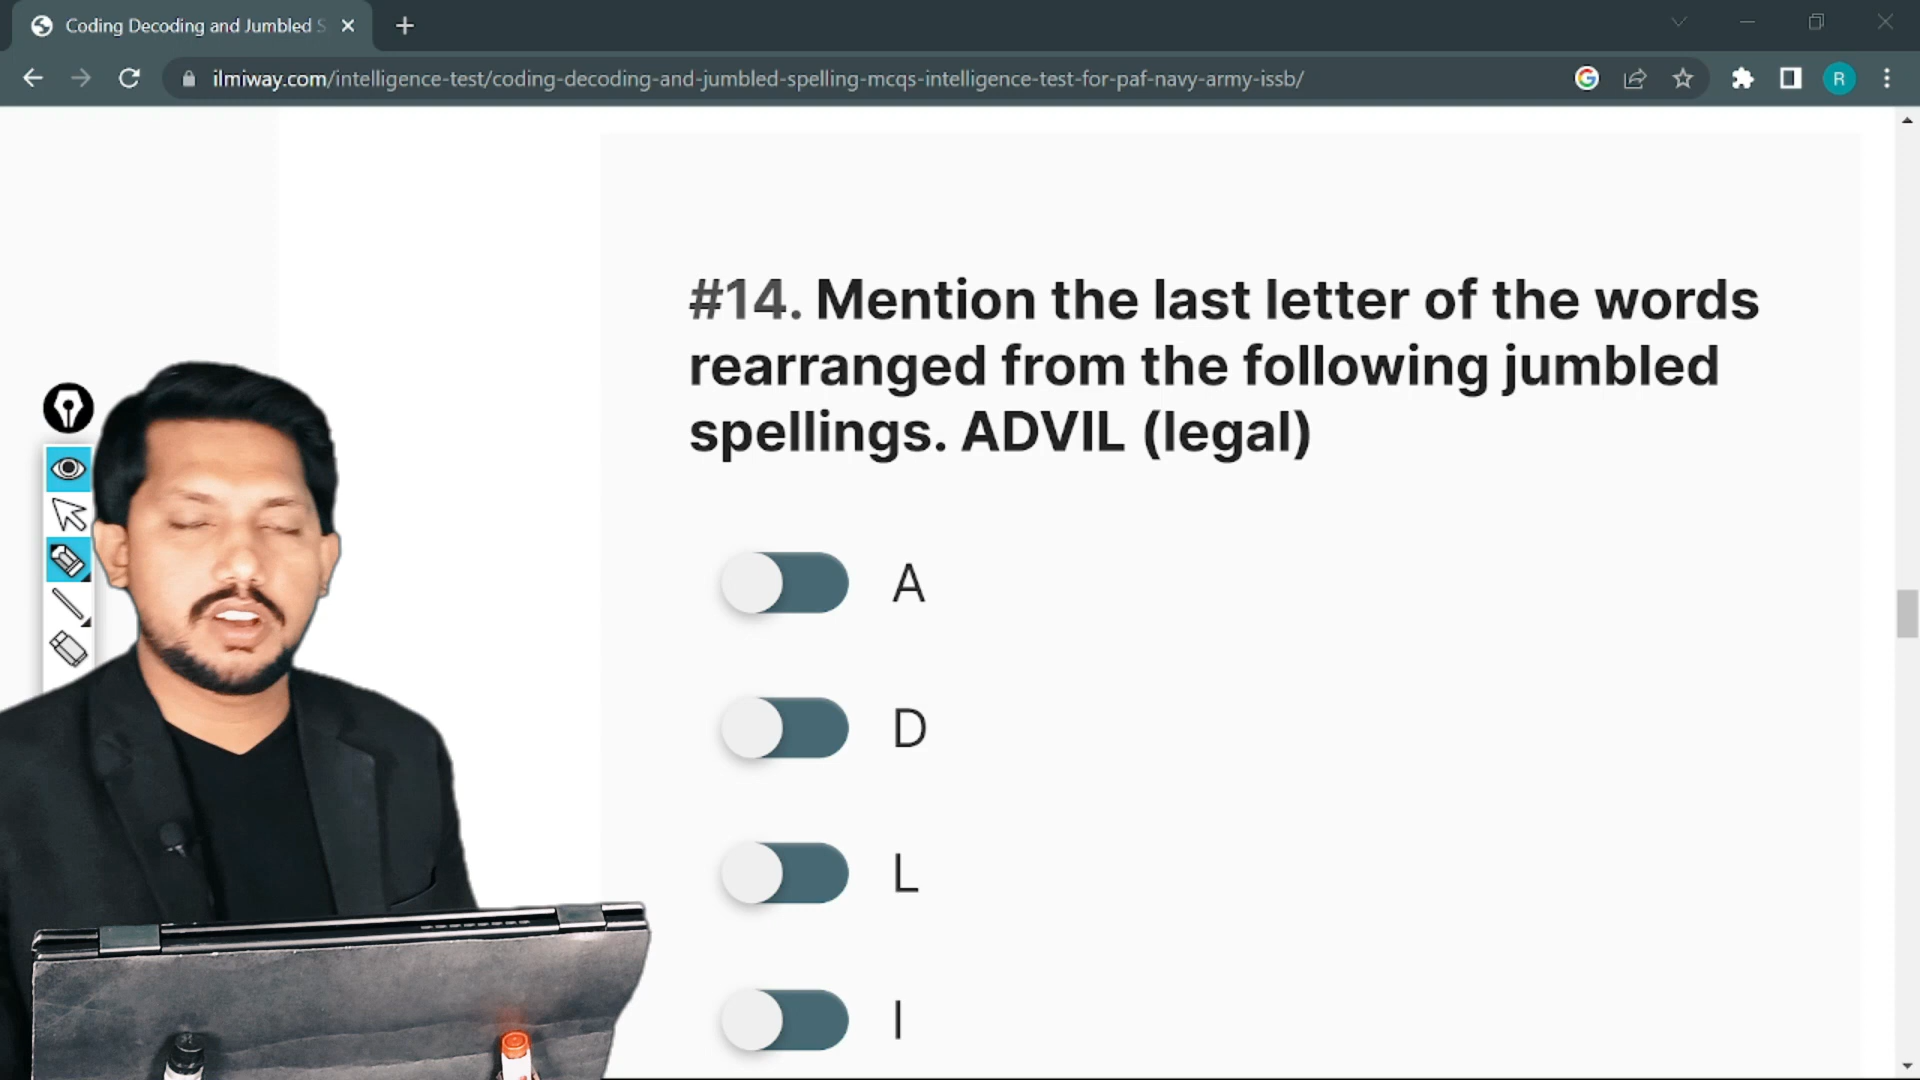 Coding Decoding and Jumbled S
ilmiway.com/intelligence-test/coding-decoding-and-jumbled-spelling-mcqs-intelligence-test-for-paf-navy-army-issb/
R
#14. Mention the last letter of the words
rearranged from the following jumbled
spellings. ADVIL (legal)
A
D
L
I